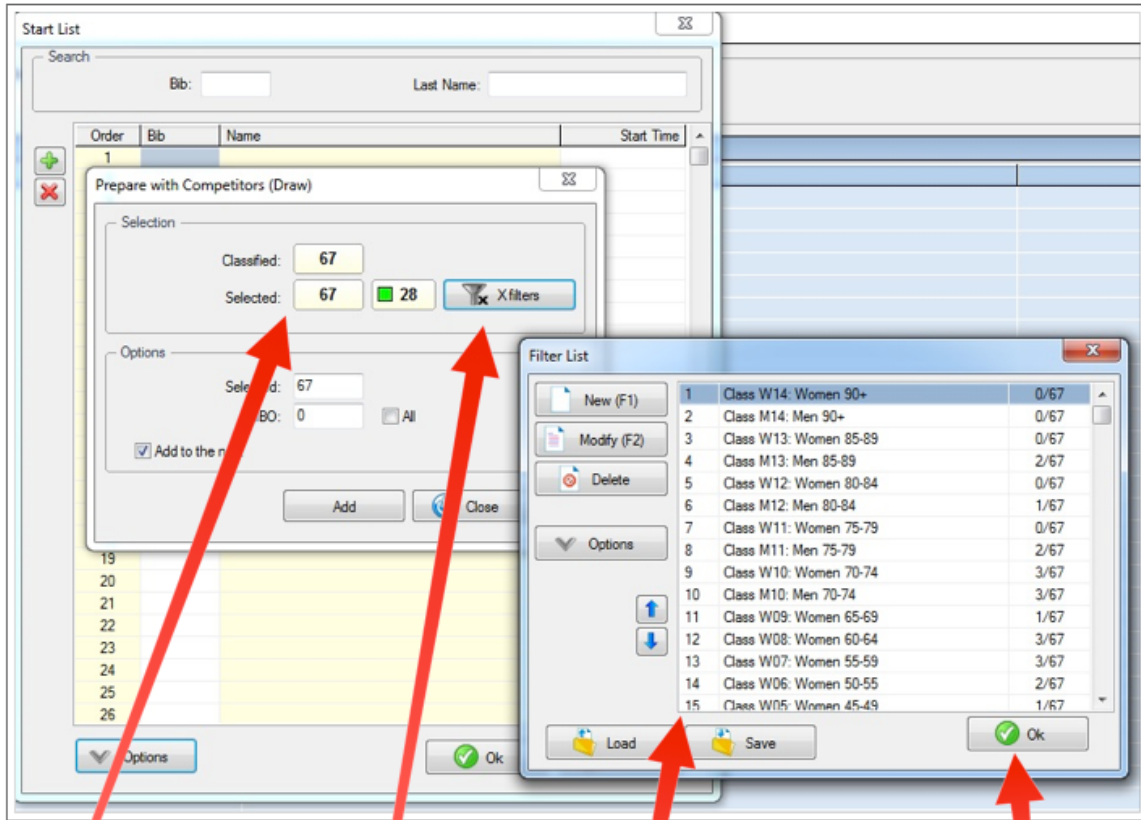 Start List
Search
Bib:
Last Name:
Order Bib Name Start Time
1
Prepare with Competitors (Draw)
Selection
Classified: 67
Selected: 67 28 X filters
Options
67
BO: 0 All
Add to the
Add Close
19
20
21
22
23
24
25
26
Options Ok
Filter List
New (F1)
Modify (F2)
Delete
Options
1 Class W14: Women 90+ 0/67
2 Class M14: Men 90+ 0/67
3 Class W13: Women 85-89 0/67
4 Class M13: Men 85-89 2/67
5 Class W12: Women 80-84 0/67
6 Class M12: Men 80-84 1/67
7 Class W11: Women 75-79 0/67
8 Class M11: Men 75-79 2/67
9 Class W10: Women 70-74 3/67
10 Class M10: Men 70-74 3/67
11 Class W09: Women 65-69 1/67
12 Class W08: Women 60-64 3/67
13 Class W07: Women 55-59 3/67
14 Class W06: Women 50-55 2/67
15 Class W05: Women 45-49 1/67
Load Save Ok